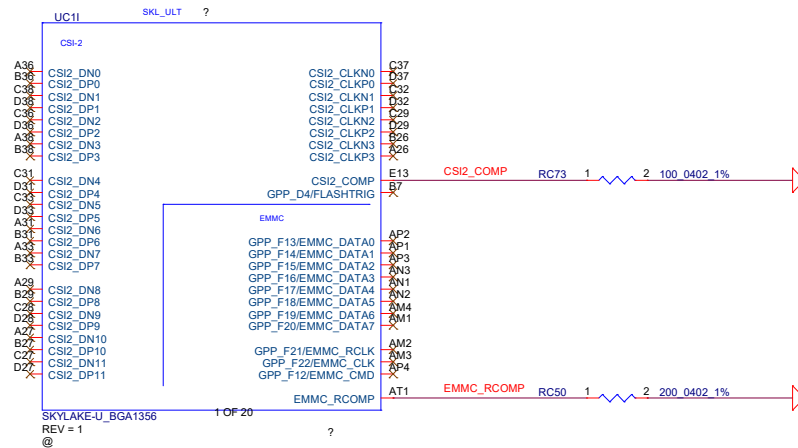 UC1I SKL_ULT ?
CSI-2
A36 CSI2_DN0 CSI2_CLKN0 C37
B36 CSI2_DP0 CSI2_CLKP0 D37
C38 CSI2_DN1 CSI2_CLKN1 C32
D38 CSI2_DP1 CSI2_CLKP1 D32
C36 CSI2_DN2 CSI2_CLKN2 C29
D36 CSI2_DP2 CSI2_CLKP2 D29
A38 CSI2_DN3 CSI2_CLKN3 B26
B38 CSI2_DP3 CSI2_CLKP3 A26
C31 CSI2_DN4 CSI2_COMP E13 CSI2_COMP RC73 1 2 100_0402_1%
D31 CSI2_DP4 GPP_D4/FLASHTRIG B7
C33 CSI2_DN5
D33 CSI2_DP5 EMMC
A31 CSI2_DN6
B31 CSI2_DP6 GPP_F13/EMMC_DATA0 AP2
A33 CSI2_DN7 GPP_F14/EMMC_DATA1 AP1
B33 CSI2_DP7 GPP_F15/EMMC_DATA2 AP3
GPP_F16/EMMC_DATA3 AN3
A29 CSI2_DN8 GPP_F17/EMMC_DATA4 AN1
B29 CSI2_DP8 GPP_F18/EMMC_DATA5 AN2
C28 CSI2_DN9 GPP_F19/EMMC_DATA6 AM4
D28 CSI2_DP9 GPP_F20/EMMC_DATA7 AM1
A27 CSI2_DN10
B27 CSI2_DP10 GPP_F21/EMMC_RCLK AM2
C27 CSI2_DN11 GPP_F22/EMMC_CLK AM3
D27 CSI2_DP11 GPP_F12/EMMC_CMD AP4
EMMC_RCOMP AT1 EMMC_RCOMP RC50 1 2 200_0402_1%
SKYLAKE-U_BGA1356 1 OF 20
REV = 1 ?
@